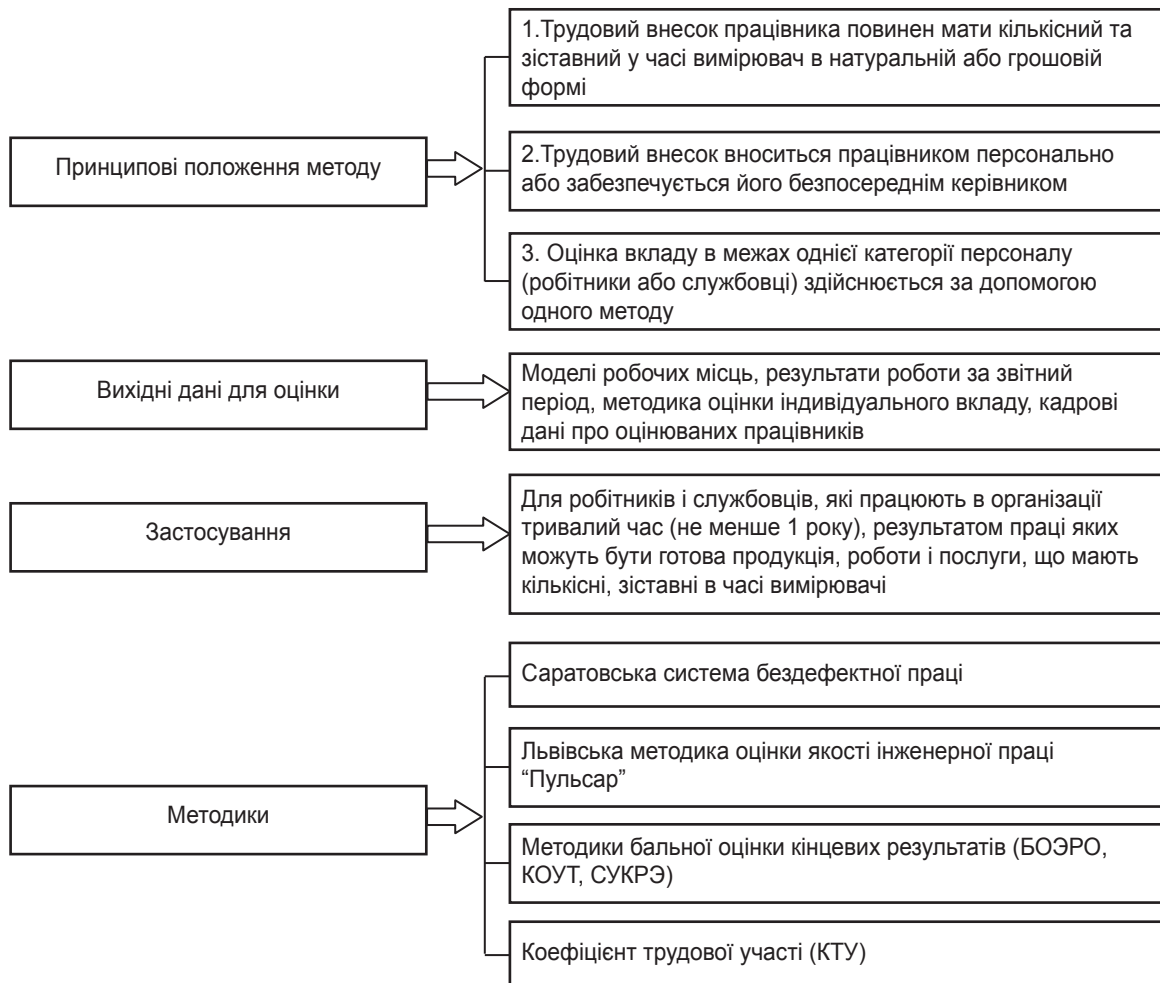 1.Трудовий внесок працівника повинен мати кількісний та
зіставний у часі вимірювач в натуральній або грошовій
формі
Принципові положення методу
2.Трудовий внесок вноситься працівником персонально
або забезпечується його безпосереднім керівником
3. Оцінка вкладу в межах однієї категорії персоналу
(робітники або службовці) здійснюється за допомогою
одного методу
Вихідні дані для оцінки
Моделі робочих місць, результати роботи за звітний
період, методика оцінки індивідуального вкладу, кадрові
дані про оцінюваних працівників
Застосування
Для робітників і службовців, які працюють в організації
тривалий час (не менше 1 року), результатом праці яких
можуть бути готова продукція, роботи і послуги, що мають
кількісні, зіставні в часі вимірювачі
Методики
Саратовська система бездефектної праці
Львівська методика оцінки якості інженерної праці
“Пульсар”
Методики бальної оцінки кінцевих результатів (БОЭРО,
КОУТ, СУКРЭ)
Коефіцієнт трудової участі (КТУ)